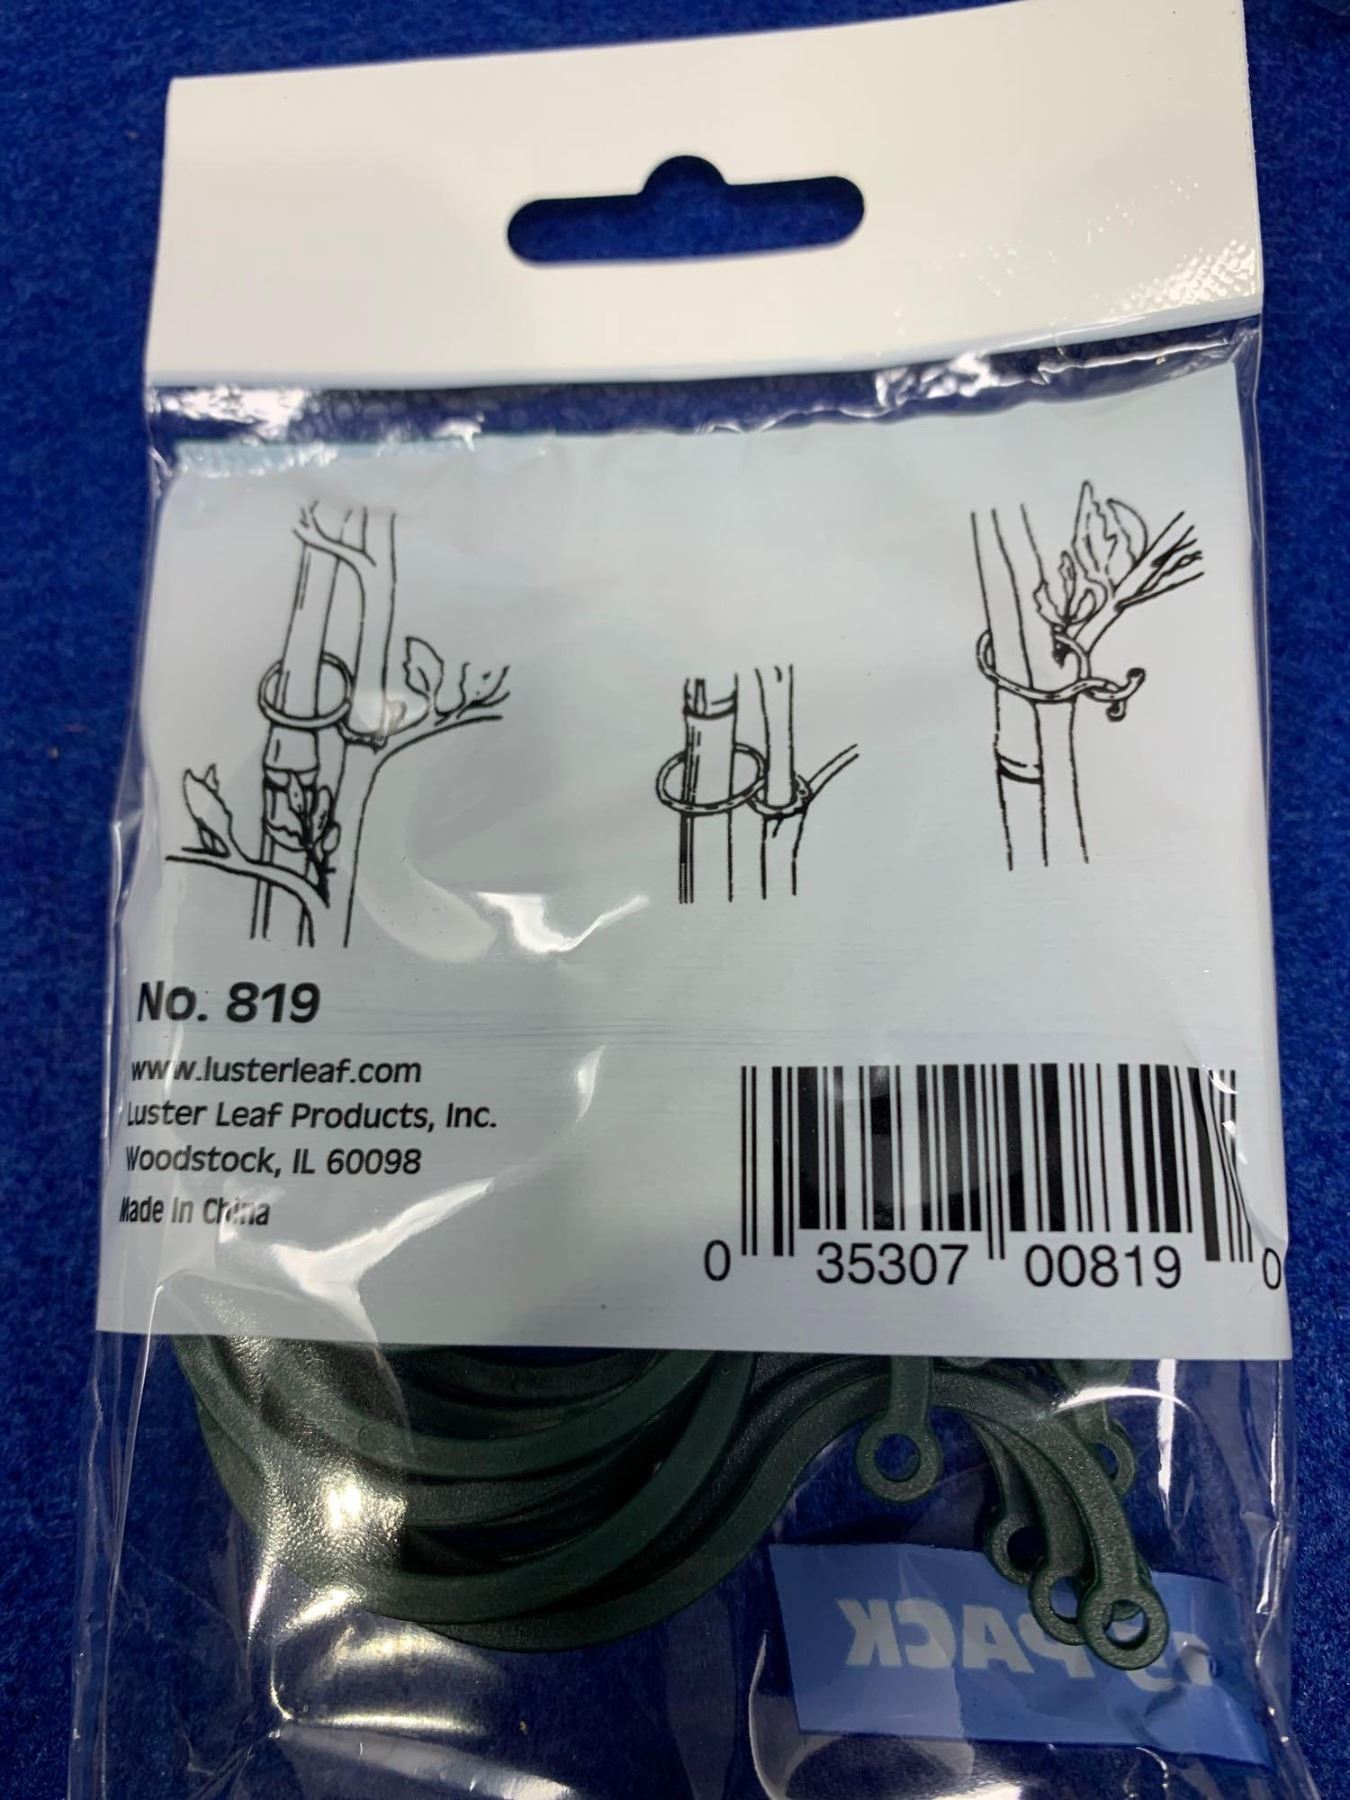 No. 819
www.lusterleaf.com
Luster Leaf Products, Inc.
Woodstock, IL 60098
Made In China
0 35307 00819 0
PACK